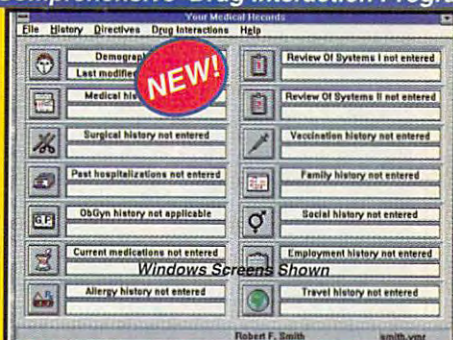 Comprehensive Drug Interaction Progra
Your Medical Records
File History Directives Drug Interactions Help
Demograp
Last modified
NEW!
Review Of Systems I not entered
Medical his
Review Of Systems II not entered
Surgical history not entered
Vaccination history not entered
Past hospitalizations not entered
Family history not entered
G.P.
ObGyn history not applicable
Social history not entered
Current medications not entered
Employment history not entered
Windows Screens Shown
Allergy history not entered
Travel history not entered
Robert F. Smith
smith.ymr